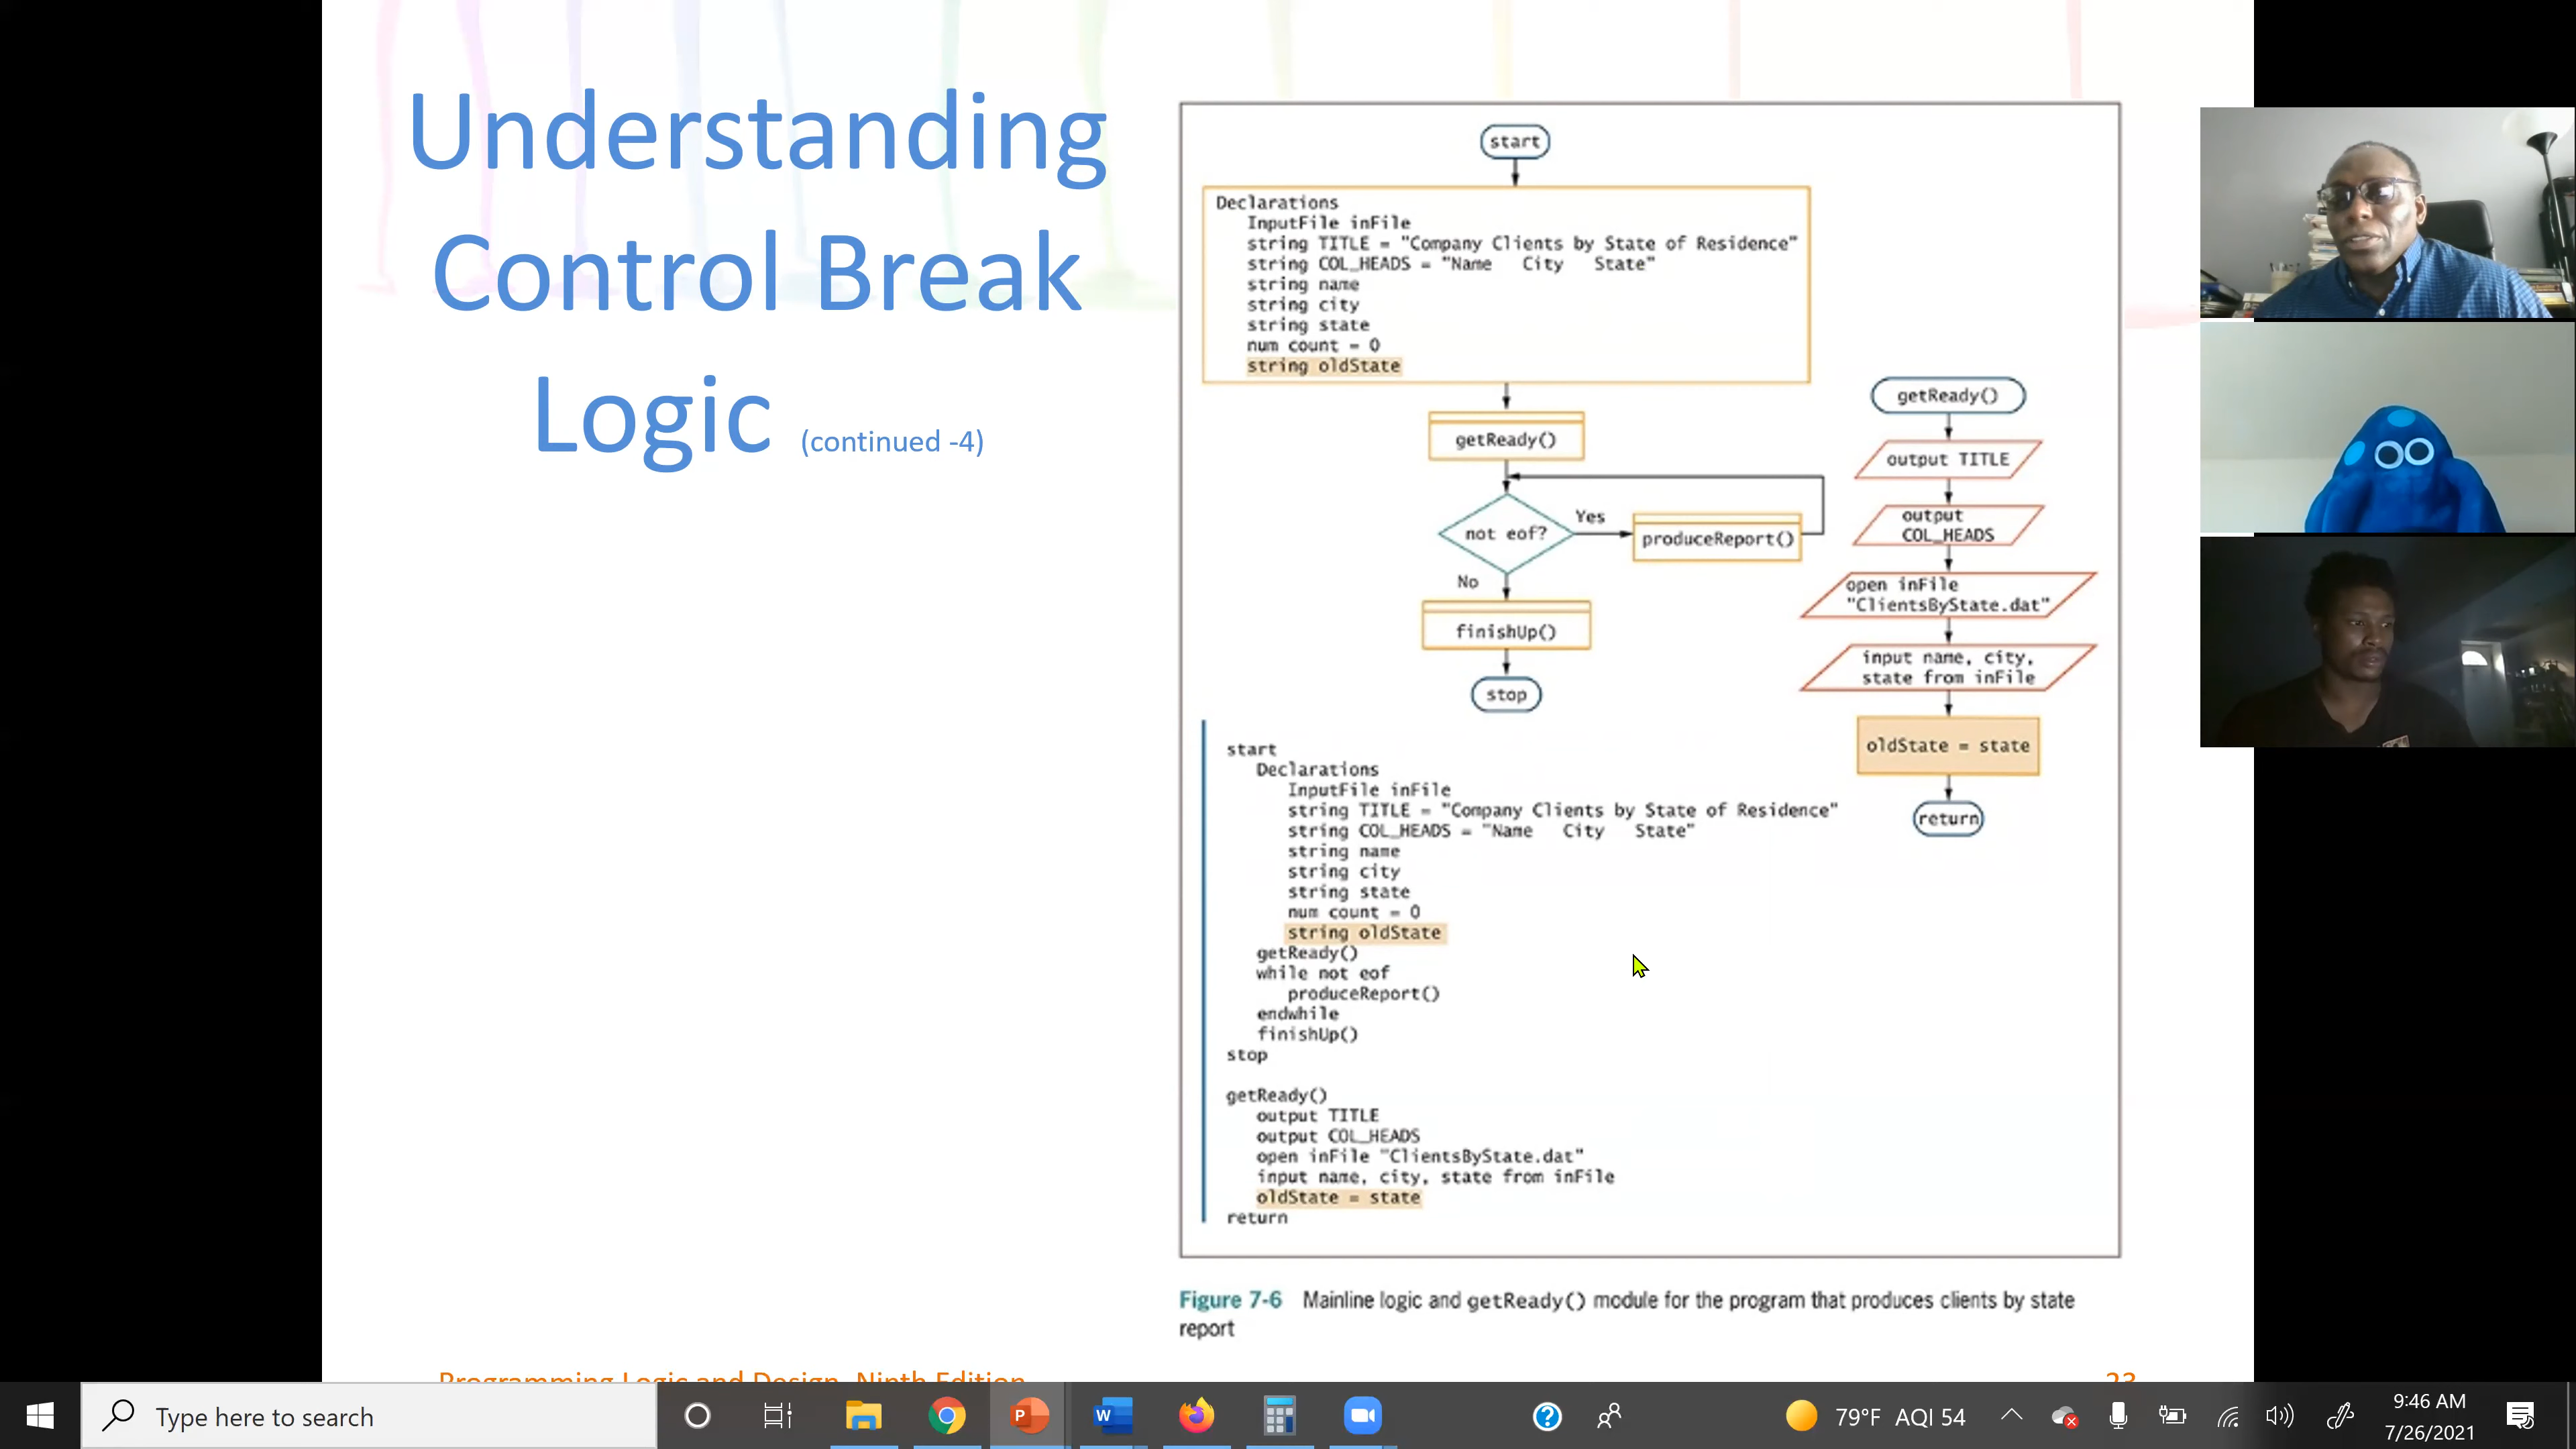 Understanding
Control Break
Logic (continued -4)
start
Declarations
InputFile inFile
string TITLE = "Company Clients by State of Residence"
string COL_HEADS = "Name   City   State"
string name
string city
string state
num count = 0
string oldState
getReady()
not eof?
Yes
produceReport()
No
finishUp()
stop
getReady()
output TITLE
output
COL_HEADS
open inFile
"ClientsByState.dat"
input name, city,
state from inFile
oldState = state
return
start
Declarations
InputFile inFile
string TITLE = "Company Clients by State of Residence"
string COL_HEADS = "Name   City   State"
string name
string city
string state
num count = 0
string oldState
getReady()
while not eof
produceReport()
endwhile
finishUp()
stop
getReady()
output TITLE
output COL_HEADS
open inFile "ClientsByState.dat"
input name, city, state from inFile
oldState = state
return
Figure 7-6 Mainline logic and getReady() module for the program that produces clients by state
report
Programming Logic and Design, Ninth Edition
23
Type here to search
79°F AQI 54
9:46 AM
7/26/2021